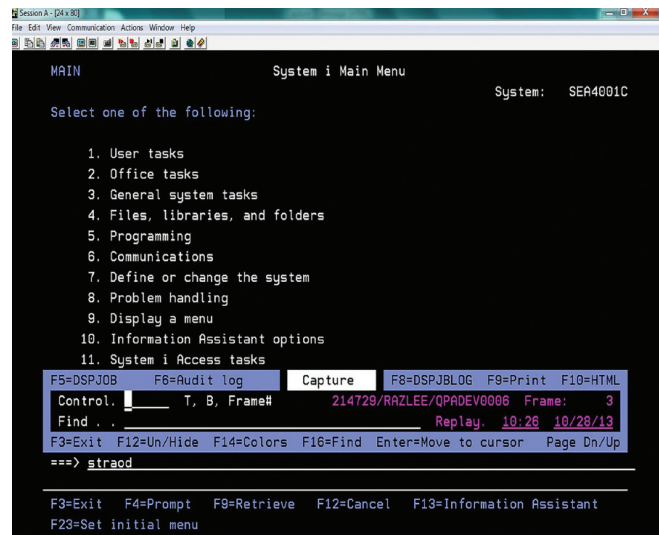 Session A - [24 x 80]
File Edit View Communication Actions Window Help
MAIN System i Main Menu
System: SEA4001C
Select one of the following:
1. User tasks
2. Office tasks
3. General system tasks
4. Files, libraries, and folders
5. Programming
6. Communications
7. Define or change the system
8. Problem handling
9. Display a menu
10. Information Assistant options
11. System i Access tasks
F5=DSPJOB F6=Audit log Capture F8=DSPJBLOG F9=Print F10=HTML
Control. T, B, Frame# 214729/RAZLEE/QPADEV0006 Frame: 3
Find . . Replay. 10:26 10/28/13
F3=Exit F12=Un/Hide F14=Colors F16=Find Enter=Move to cursor Page Dn/Up
===> straod
F3=Exit F4=Prompt F9=Retrieve F12=Cancel F13=Information Assistant
F23=Set initial menu